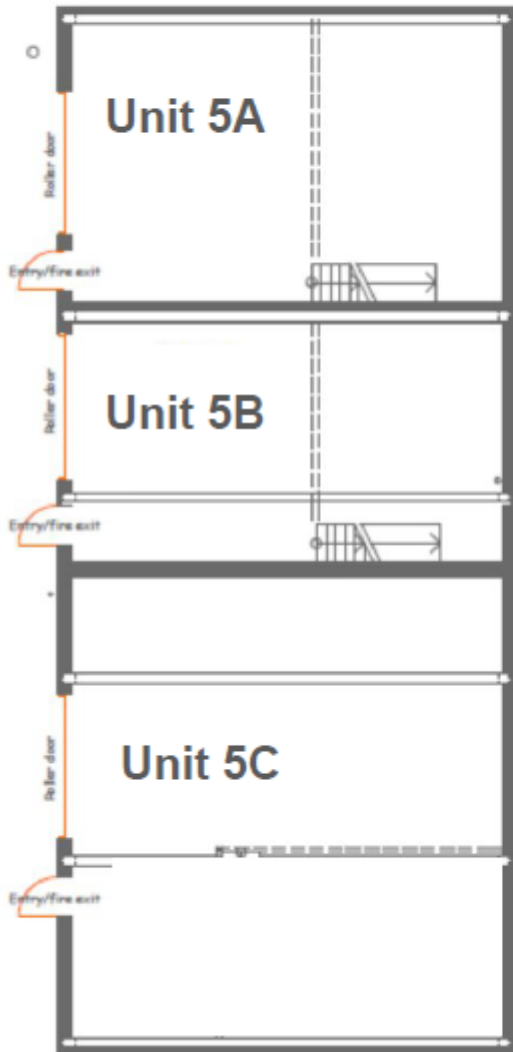 Unit 5A
Roller door
Entry/fire exit
Unit 5B
Roller door
Entry/fire exit
Unit 5C
Roller door
Entry/fire exit